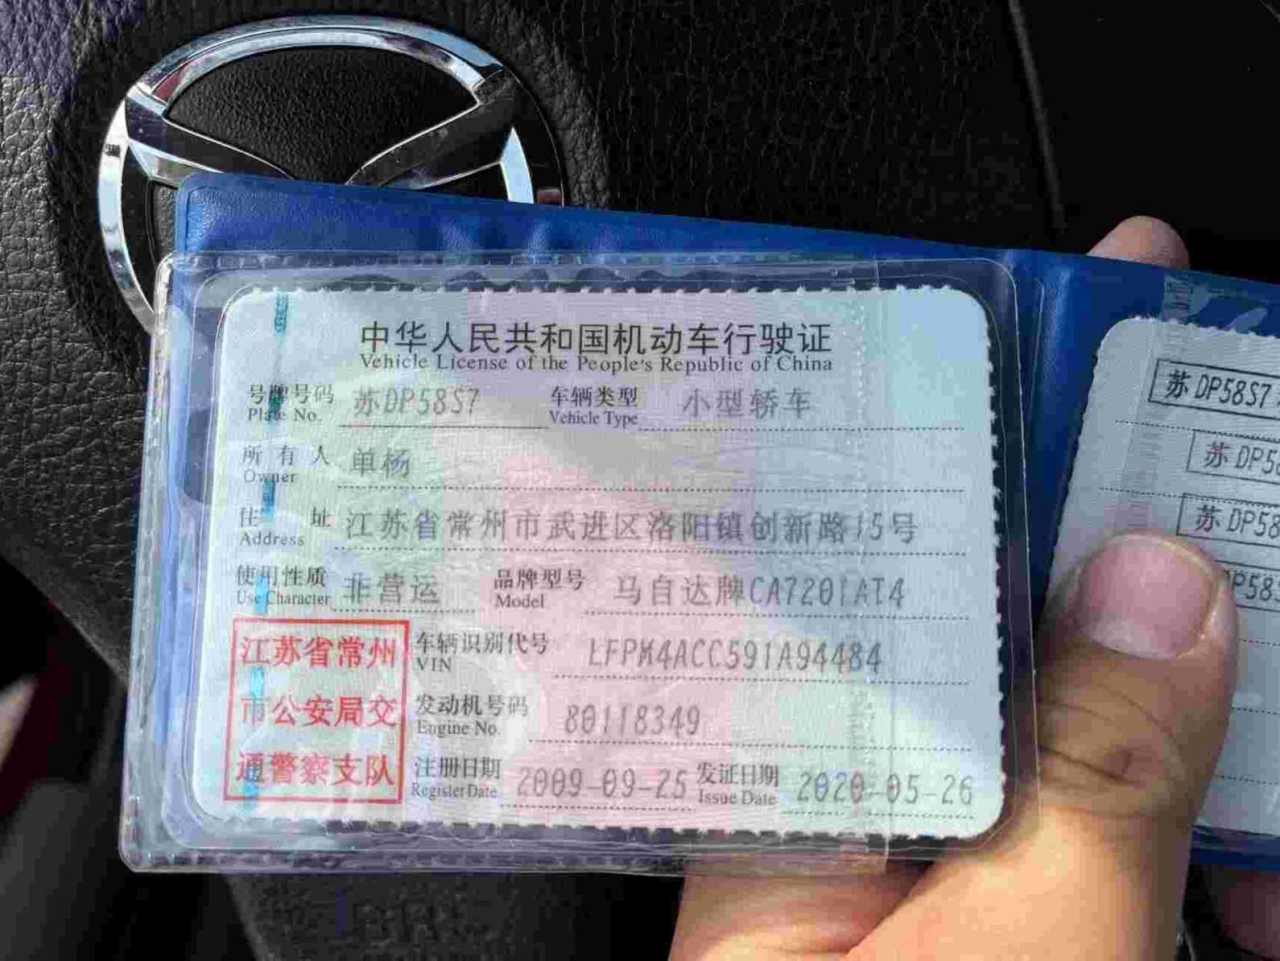 中华人民共和国机动车行驶证
Vehicle License of the People's Republic of China
号牌号码 苏DP58S7 车辆类型 小型轿车
Plate No. Vehicle Type
所有人 单杨
Owner
住址 江苏省常州市武进区洛阳镇创新路15号
Address
使用性质 非营运 品牌型号 马自达牌CA7201AT4
Use Character Model
江苏省常州
市公安局交
通警察支队
车辆识别代号 LFPM4ACC591A94484
VIN
发动机号码 80118349
Engine No.
注册日期 2009-09-25 发证日期 2020-05-26
Register Date Issue Date
苏DP58S7
苏DP5
苏DP58
P58